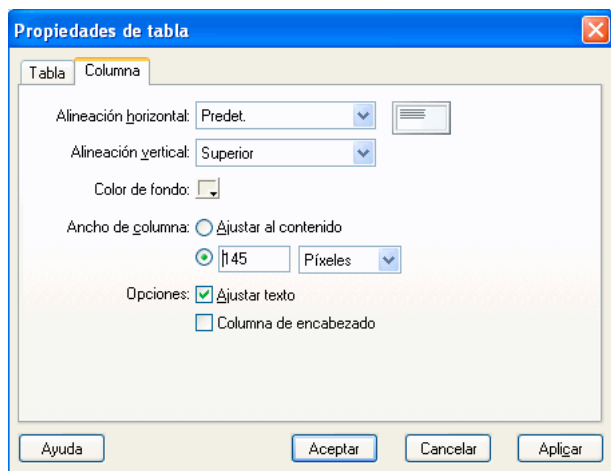 Propiedades de tabla
Tabla Columna
Alineación horizontal: Predet.
Alineación vertical: Superior
Color de fondo:
Ancho de columna: Ajustar al contenido
145 Píxeles
Opciones: Ajustar texto
Columna de encabezado
Ayuda Aceptar Cancelar Aplicar